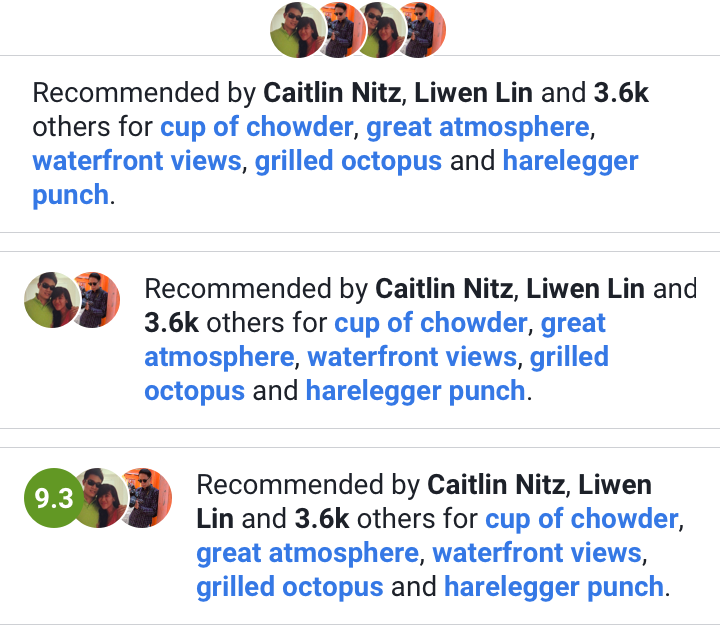 Recommended by Caitlin Nitz, Liwen Lin and 3.6k
others for cup of chowder, great atmosphere,
waterfront views, grilled octopus and harelegger
punch.
Recommended by Caitlin Nitz, Liwen Lin and
3.6k others for cup of chowder, great
atmosphere, waterfront views, grilled
octopus and harelegger punch.
9.3
Recommended by Caitlin Nitz, Liwen
Lin and 3.6k others for cup of chowder,
great atmosphere, waterfront views,
grilled octopus and harelegger punch.